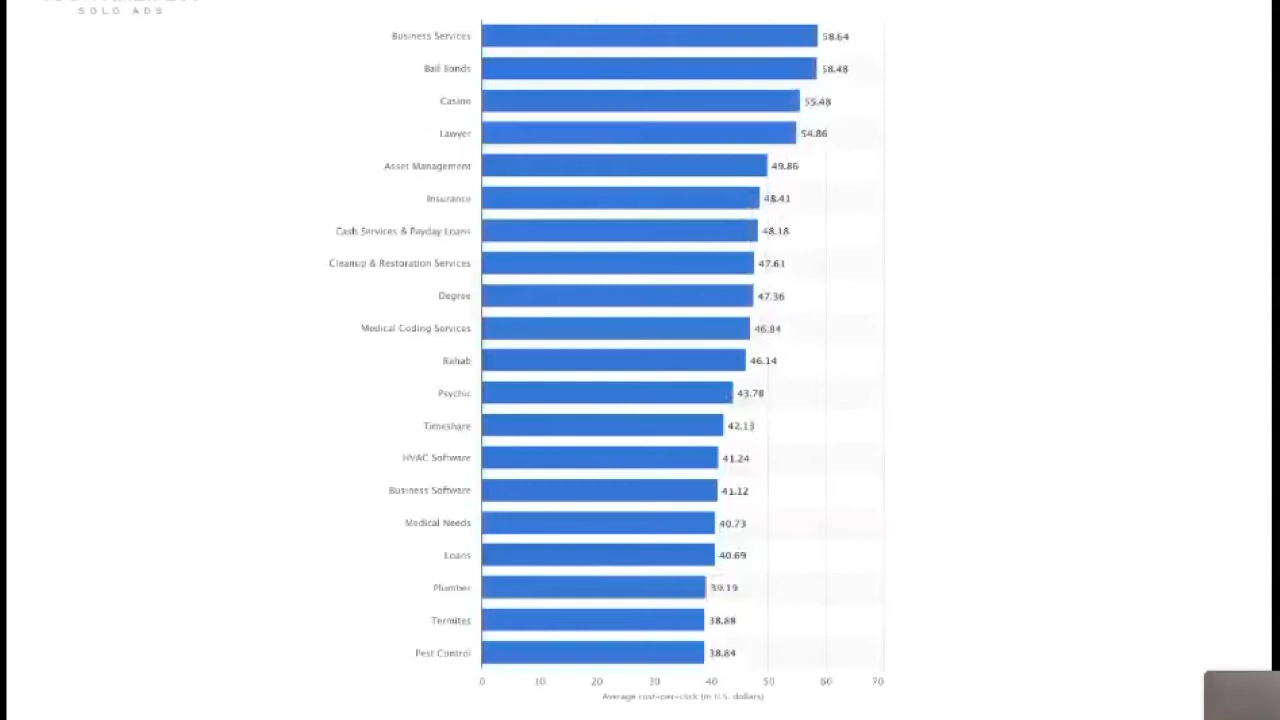 SOLO ADS
Business Services 58.64
Bail Bonds 58.48
Casino 55.48
Lawyer 54.86
Asset Management 49.86
Insurance 48.41
Cash Services & Payday Loans 48.18
Cleanup & Restoration Services 47.61
Degree 47.36
Medical Coding Services 46.84
Rehab 46.14
Psychic 43.78
Timeshare 42.13
HVAC Software 41.24
Business Software 41.12
Medical Needs 40.73
Loans 40.69
Plumber 39.19
Termites 38.88
Pest Control 38.84
0 10 20 30 40 50 60 70
Average cost-per-click (in U.S. dollars)